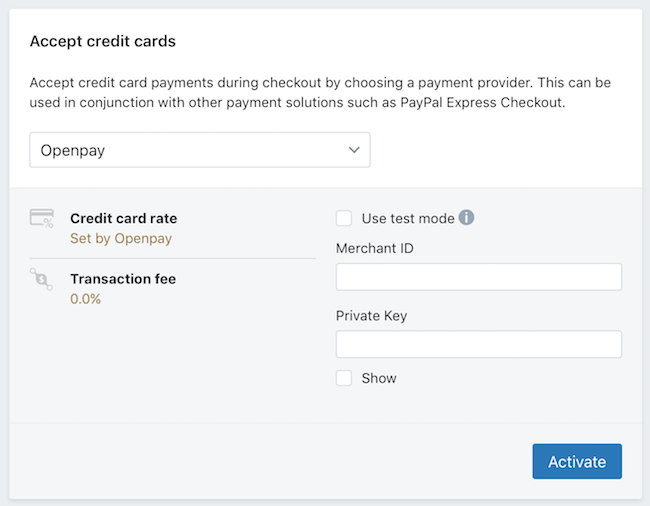 Accept credit cards
Accept credit card payments during checkout by choosing a payment provider. This can be
used in conjunction with other payment solutions such as PayPal Express Checkout.
Openpay
%
Credit card rate
Set by Openpay
$
Transaction fee
0.0%
Use test mode i
Merchant ID
Private Key
Show
Activate